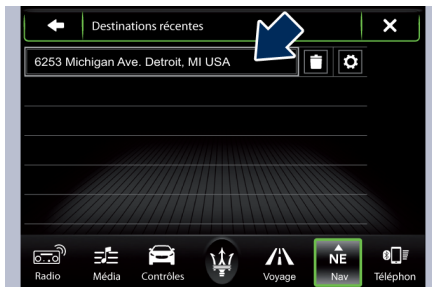 Destinations récentes
6253 Michigan Ave. Detroit, MI USA
NE
Radio Média Contrôles Voyage Nav Téléphon